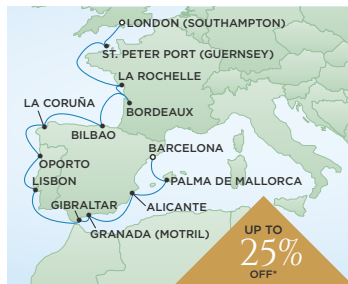 LONDON (SOUTHAMPTON)
ST. PETER PORT (GUERNSEY)
LA ROCHELLE
LA CORUÑA
BORDEAUX
BILBAO
BARCELONA
OPORTO
PALMA DE MALLORCA
LISBON
GIBRALTAR
ALICANTE
GRANADA (MOTRIL)
UP TO
25%
OFF*